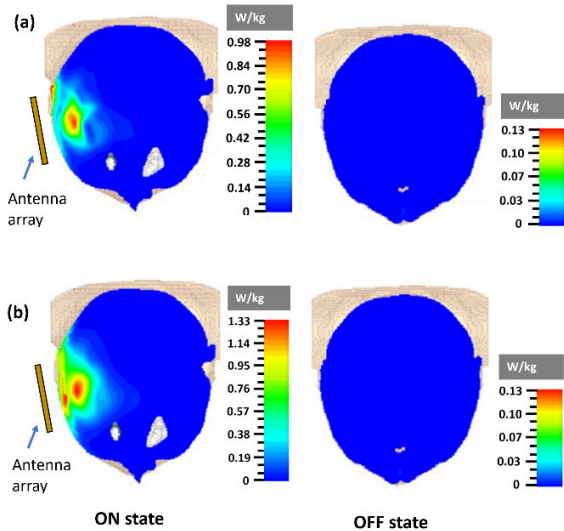 (a)
W/kg
0.98
0.70
0.56
0.42
0.28
0.14
0
Antenna
array
W/kg
0.13
0.10
0.07
0.03
0
(b)
W/kg
1.33
1.14
0.95
0.76
0.57
0.38
0.19
0
Antenna
array
W/kg
0.13
0.10
0.07
0.03
0
ON state
OFF state